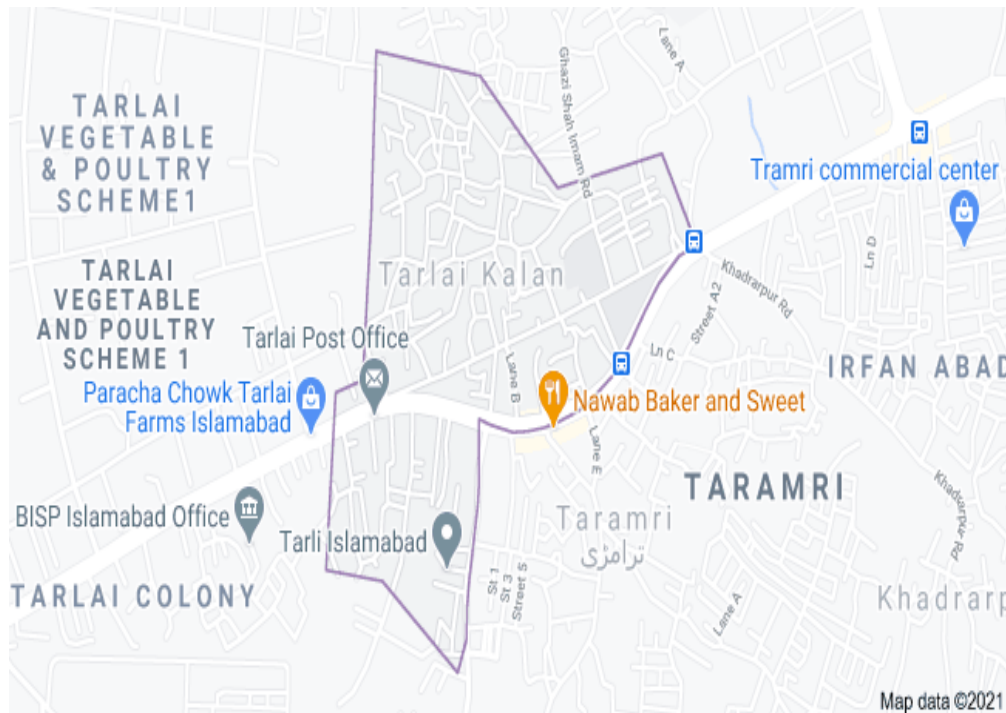 Lane A
Ghazi Shah Imam Rd
TARLAI
VEGETABLE
& POULTRY
SCHEME1
Tramri commercial center
Ln D
Khadrarpur Rd
Street A2
TARLAI
VEGETABLE
AND POULTRY
SCHEME 1
Tarlai Kalan
Tarlai Post Office
Ln C
IRFAN ABAD
Paracha Chowk Tarlai
Farms Islamabad
Lane B
Nawab Baker and Sweet
Lane E
TARAMRI
Khadrarpur Rd
BISP Islamabad Office
Taramri
ترامڑی
Tarli Islamabad
St 1
St 3
Street S
TARLAI COLONY
Lane A
Khadrarp
Map data ©2021